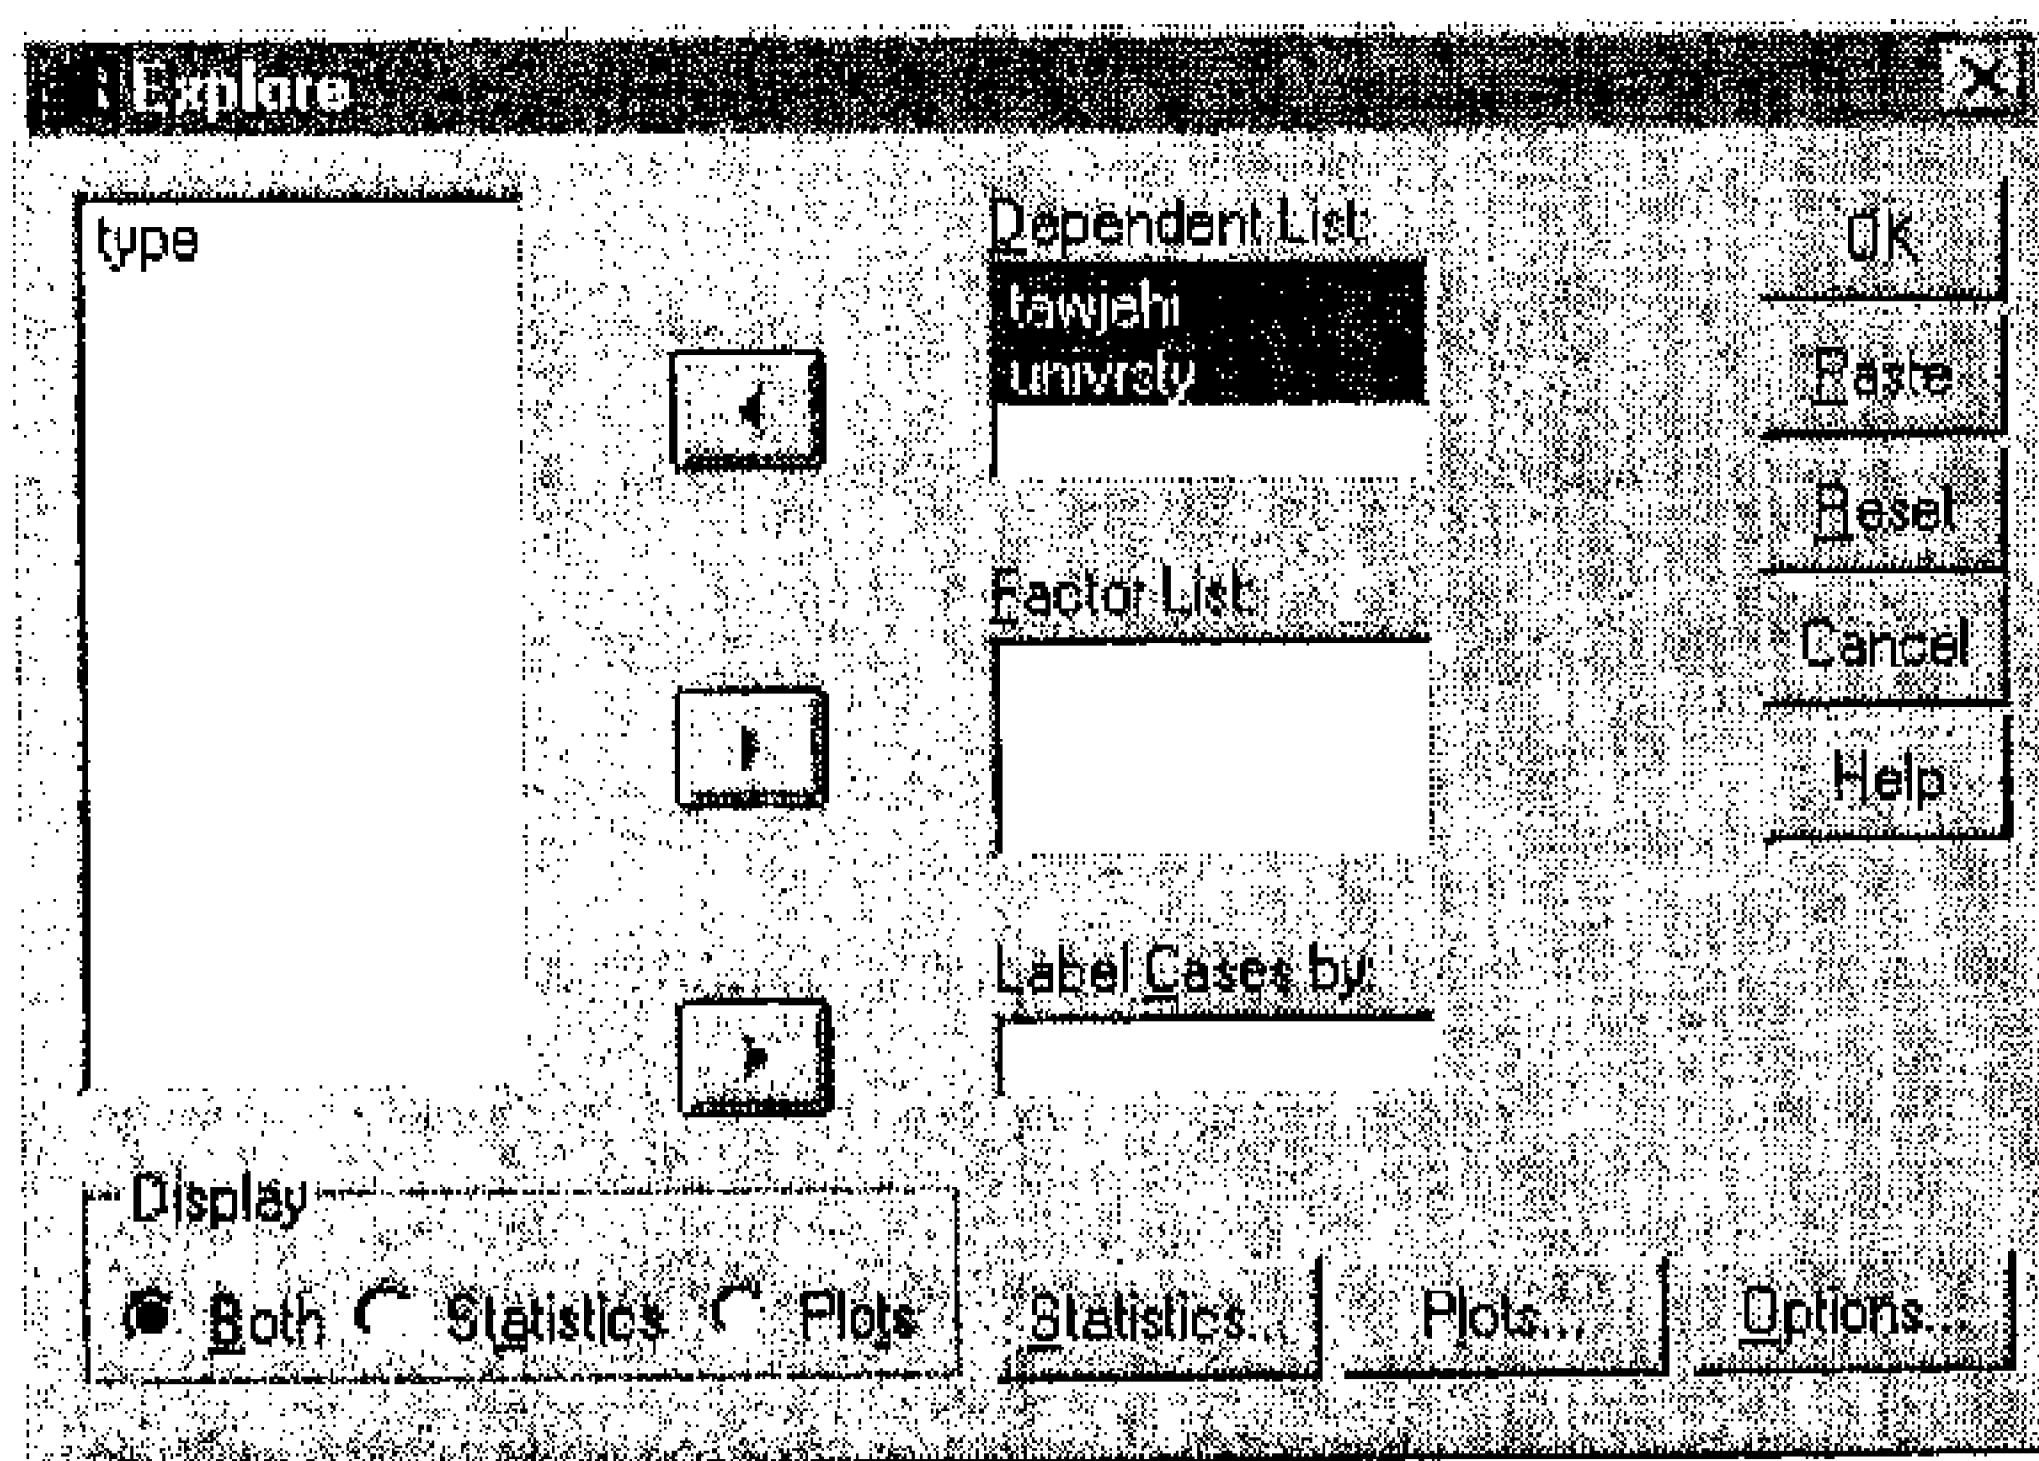 Explore
type
Dependent List:
tawjehi
univrsty
Factor List:
Label Cases by:
OK
Paste
Reset
Cancel
Help
Display
Both Statistics Plots
Statistics... Plots... Options...